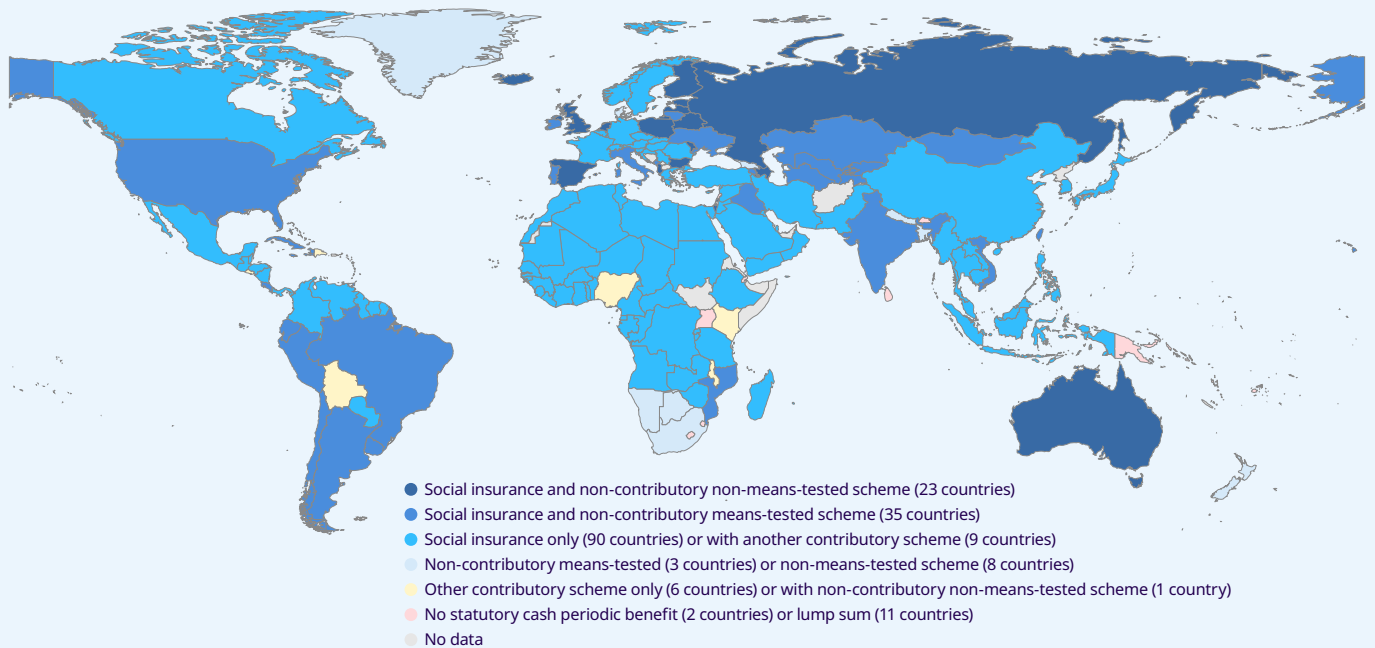 Social insurance and non-contributory non-means-tested scheme (23 countries)
Social insurance and non-contributory means-tested scheme (35 countries)
Social insurance only (90 countries) or with another contributory scheme (9 countries)
Non-contributory means-tested (3 countries) or non-means-tested scheme (8 countries)
Other contributory scheme only (6 countries) or with non-contributory non-means-tested scheme (1 country)
No statutory cash periodic benefit (2 countries) or lump sum (11 countries)
No data